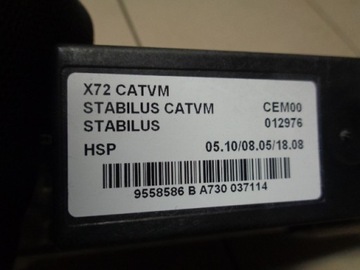 X72 CATVM
STABILUS CATVM CEM00
STABILUS 012976
HSP 05.10/08.05/18.08
9558586 B A730 037114